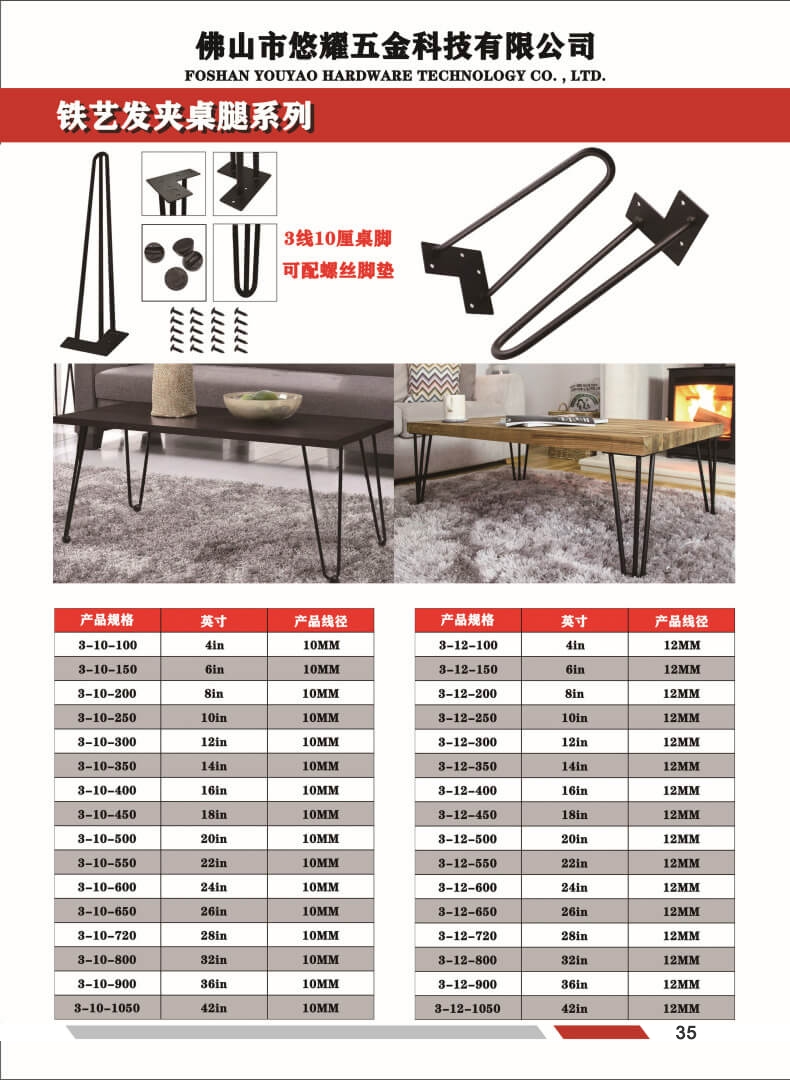 佛山市悠耀五金科技有限公司
FOSHAN YOUYAO HARDWARE TECHNOLOGY CO. , LTD.
铁艺发夹桌腿系列
3线10厘桌脚
可配螺丝脚垫
产品规格 英寸 产品线径
3-10-100 4in 10MM
3-10-150 6in 10MM
3-10-200 8in 10MM
3-10-250 10in 10MM
3-10-300 12in 10MM
3-10-350 14in 10MM
3-10-400 16in 10MM
3-10-450 18in 10MM
3-10-500 20in 10MM
3-10-550 22in 10MM
3-10-600 24in 10MM
3-10-650 26in 10MM
3-10-720 28in 10MM
3-10-800 32in 10MM
3-10-900 36in 10MM
3-10-1050 42in 10MM
产品规格 英寸 产品线径
3-12-100 4in 12MM
3-12-150 6in 12MM
3-12-200 8in 12MM
3-12-250 10in 12MM
3-12-300 12in 12MM
3-12-350 14in 12MM
3-12-400 16in 12MM
3-12-450 18in 12MM
3-12-500 20in 12MM
3-12-550 22in 12MM
3-12-600 24in 12MM
3-12-650 26in 12MM
3-12-720 28in 12MM
3-12-800 32in 12MM
3-12-900 36in 12MM
3-12-1050 42in 12MM
35